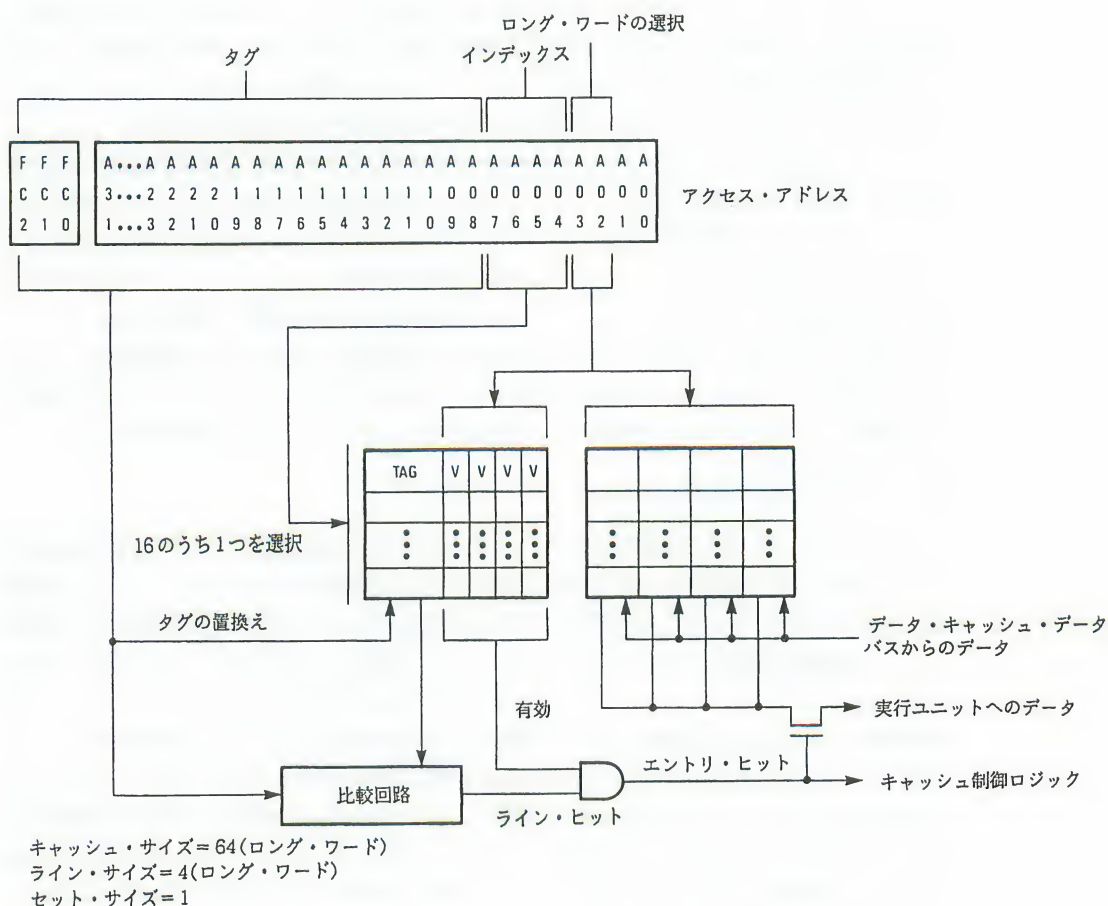 ロング・ワードの選択
タグ
インデックス
F F F
C C C
2 1 0
A•••A A A A A A A A A A A A A A A A A A A A A A A
3•••2 2 2 2 1 1 1 1 1 1 1 1 1 1 0 0 0 0 0 0 0 0 0 0
1•••3 2 1 0 9 8 7 6 5 4 3 2 1 0 9 8 7 6 5 4 3 2 1 0
アクセス・アドレス
TAG V V V V
16のうち1つを選択
タグの置換え
データ・キャッシュ・データ
バスからのデータ
有効
実行ユニットへのデータ
エントリ・ヒット
キャッシュ制御ロジック
比較回路
ライン・ヒット
キャッシュ・サイズ=64(ロング・ワード)
ライン・サイズ=4(ロング・ワード)
セット・サイズ=1